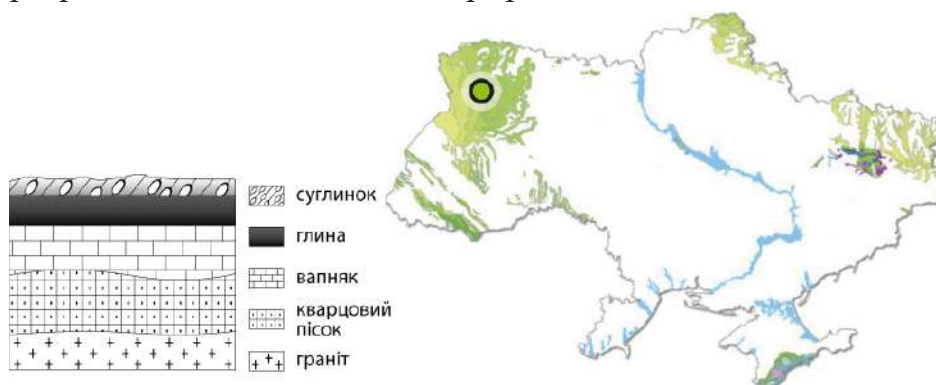 суглинок
глина
вапняк
кварцовий
пісок
граніт